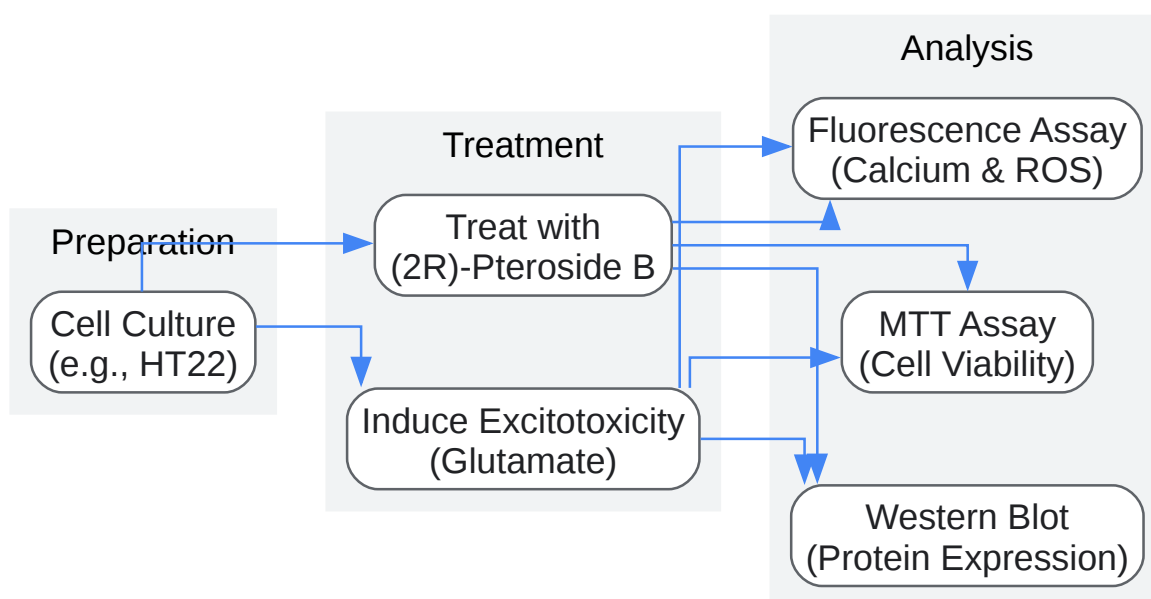 Preparation
Cell Culture
(e.g., HT22)
Treatment
Treat with
(2R)-Pteroside B
Induce Excitotoxicity
(Glutamate)
Analysis
Fluorescence Assay
(Calcium & ROS)
MTT Assay
(Cell Viability)
Western Blot
(Protein Expression)